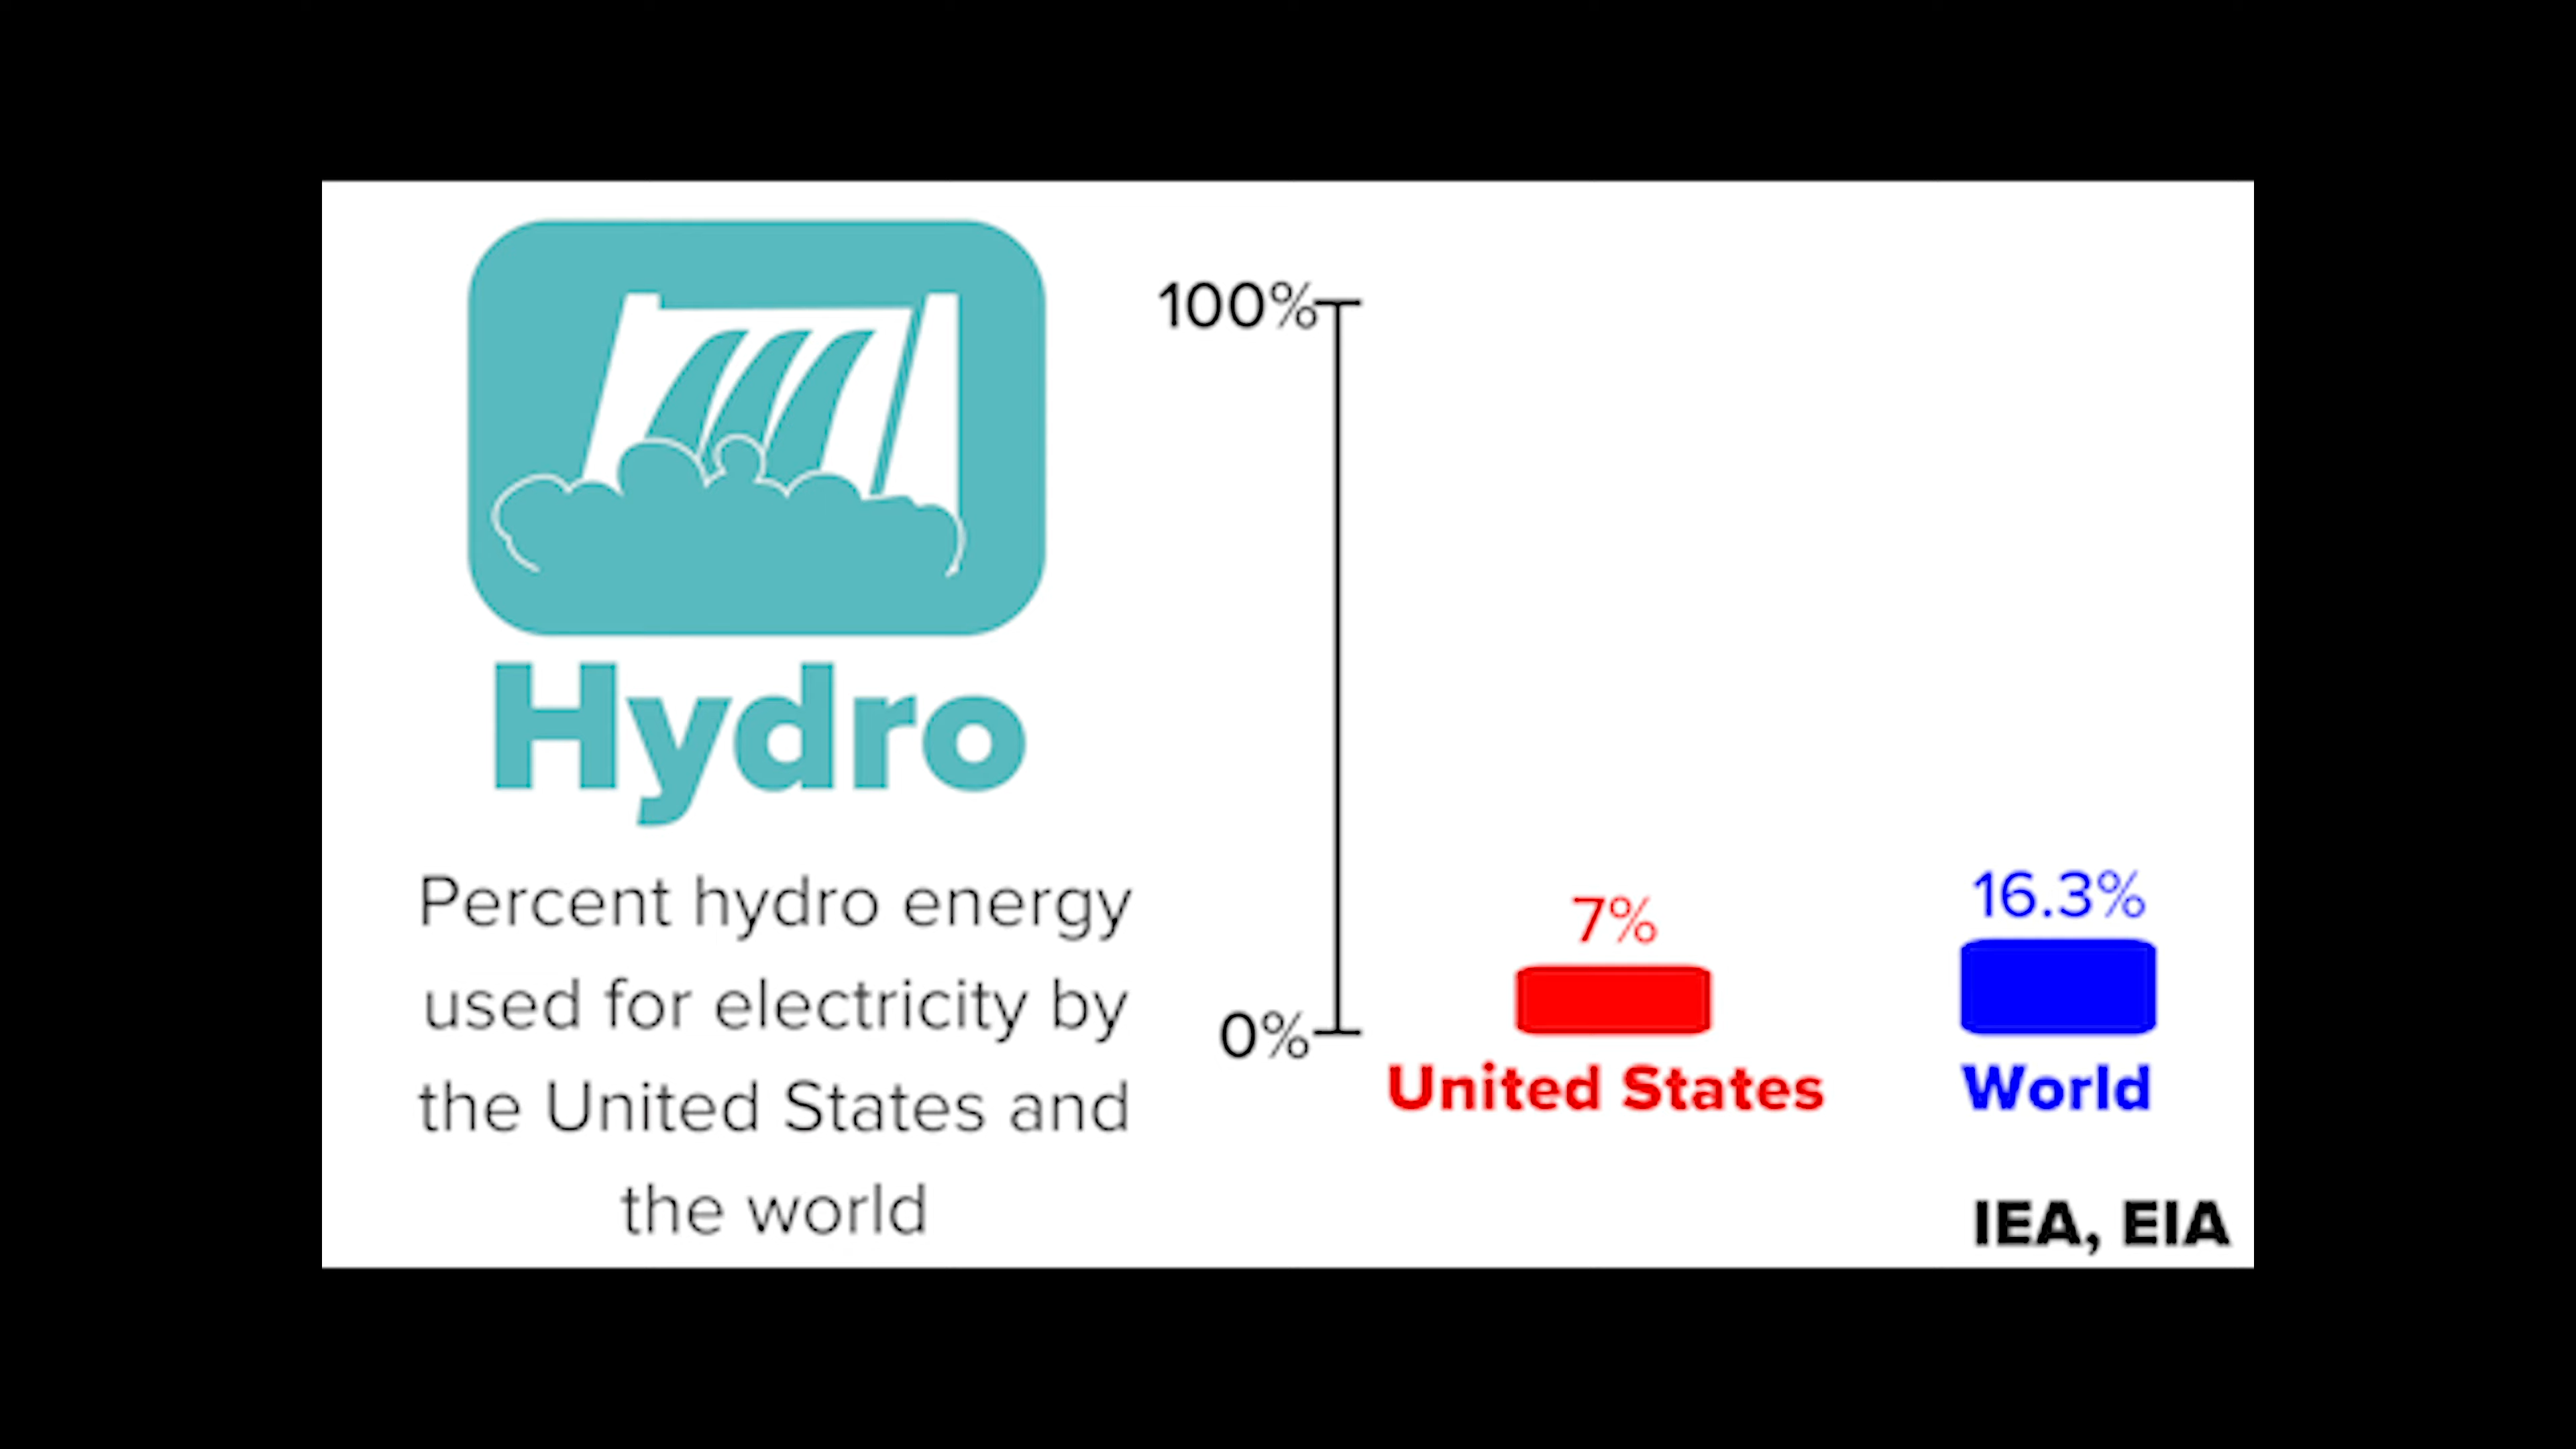 Hydro
Percent hydro energy
used for electricity by
the United States and
the world
100%
0%
7%
16.3%
United States
World
IEA, EIA